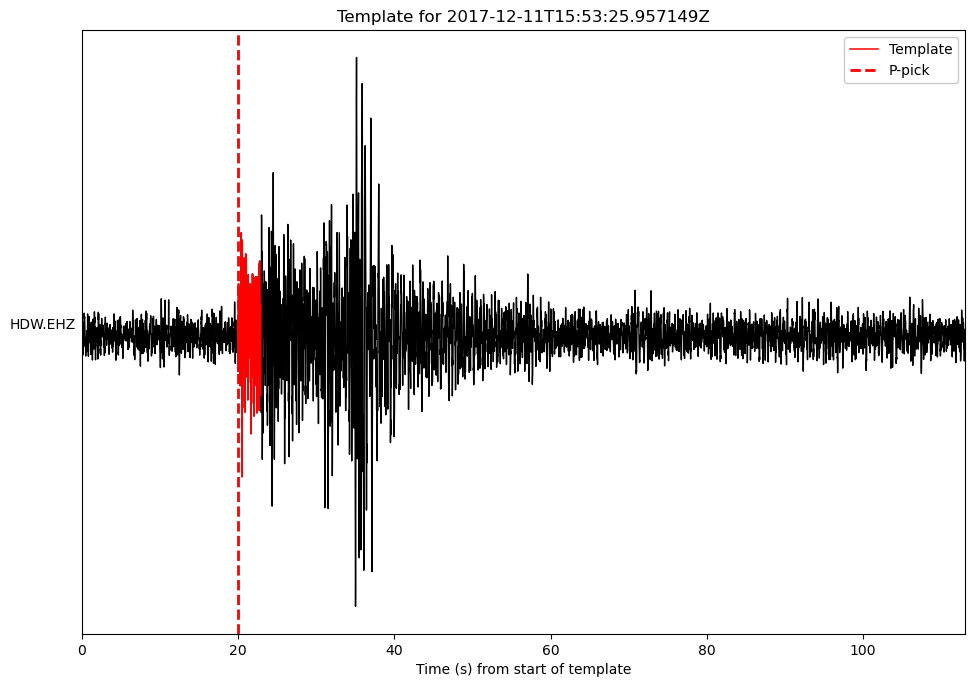 Template for 2017-12-11T15:53:25.957149Z
Template
P-pick
HDW.EHZ
0 20 40 60 80 100
Time (s) from start of template